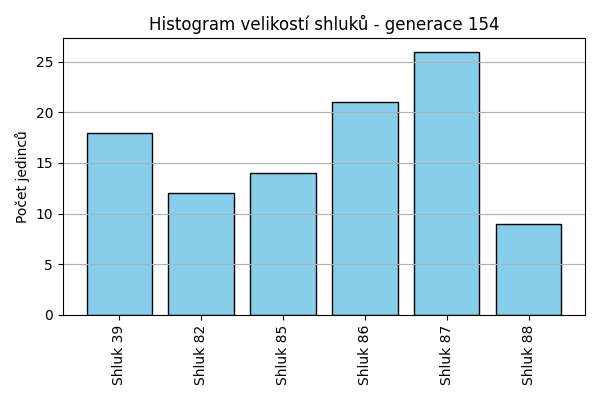 Histogram velikostí shluků - generace 154
Počet jedinců
25
20
15
10
5
0
Shluk 39
Shluk 82
Shluk 85
Shluk 86
Shluk 87
Shluk 88